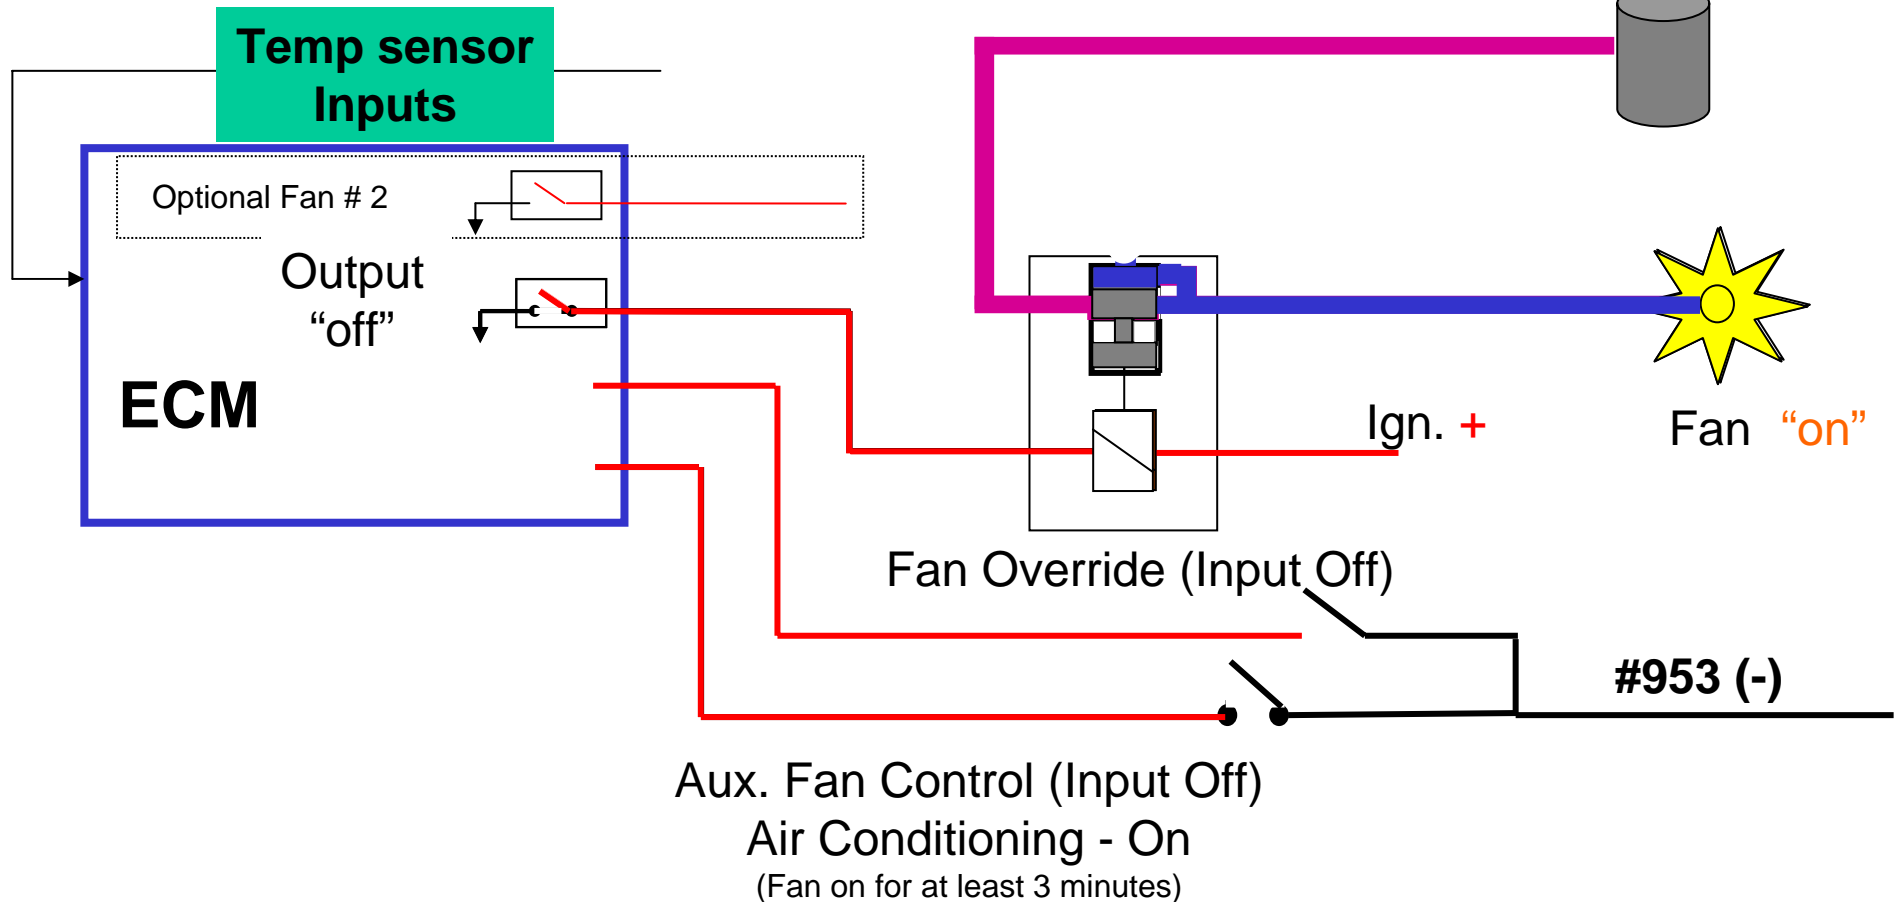 Temp sensor
Inputs
Optional Fan # 2
Output
“off”
ECM
Ign. +
Fan “on”
Fan Override (Input Off)
#953 (-)
Aux. Fan Control (Input Off)
Air Conditioning - On
(Fan on for at least 3 minutes)